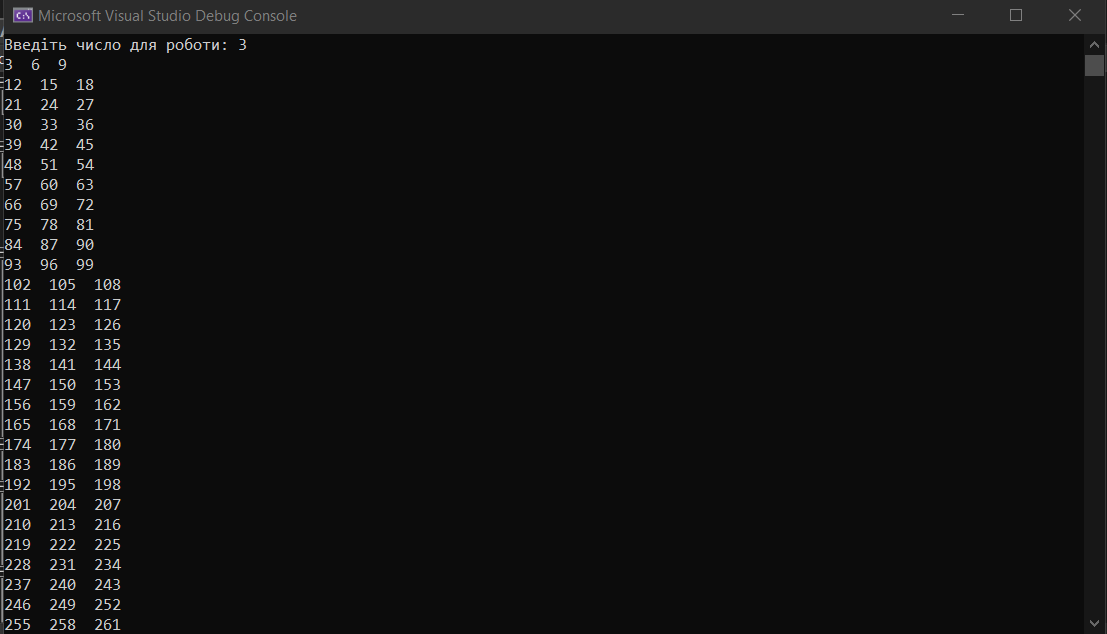 Microsoft Visual Studio Debug Console
Введіть число для роботи: 3
3 6 9
12 15 18
21 24 27
30 33 36
39 42 45
48 51 54
57 60 63
66 69 72
75 78 81
84 87 90
93 96 99
102 105 108
111 114 117
120 123 126
129 132 135
138 141 144
147 150 153
156 159 162
165 168 171
174 177 180
183 186 189
192 195 198
201 204 207
210 213 216
219 222 225
228 231 234
237 240 243
246 249 252
255 258 261